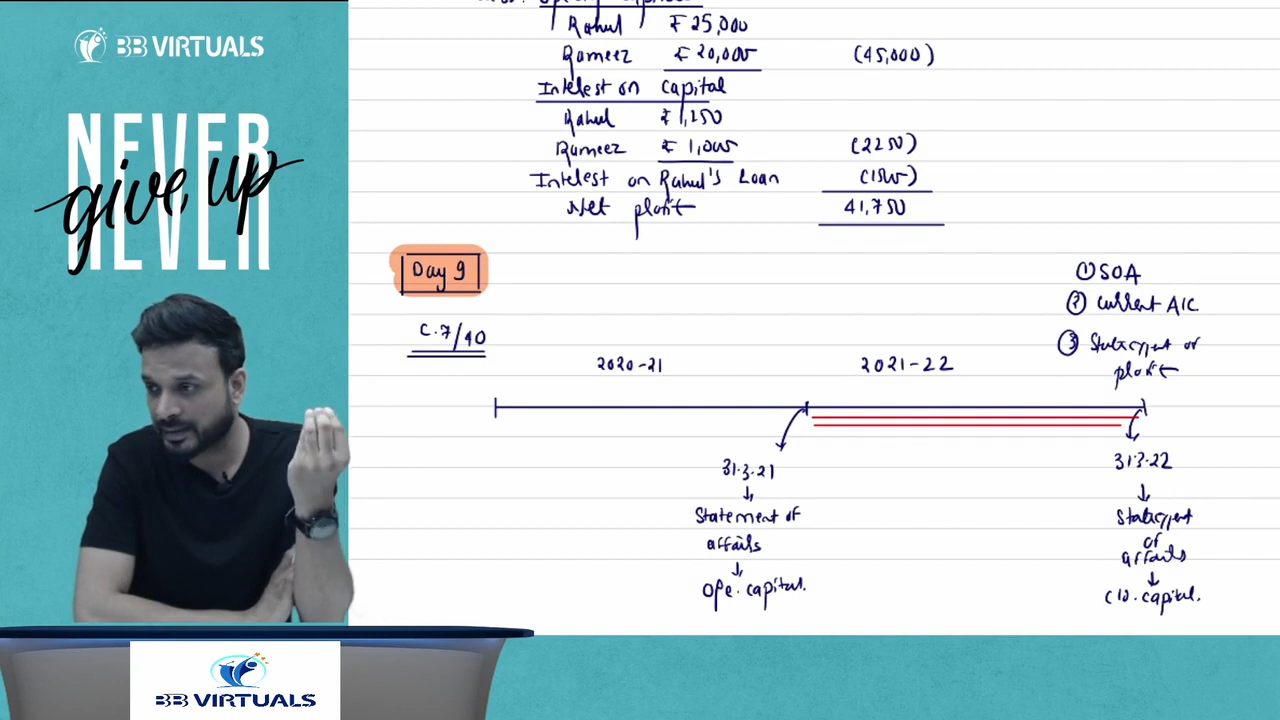 BB VIRTUALS
NEVER
give up
NEVER
Rahul ₹ 25,000
Rameez ₹ 20,000 (45,000)
Interest on capital
Rahul ₹ 1,250
Rameez ₹ 1,000 (2250)
Interest on Rahul's Loan (1500)
Net profit 41,750
Day 9
C.7/40
① SOA
② Current A/C.
③ Statement of
profit
2020-21
2021-22
31.3.21
Statement of
affairs
Ope. capital.
31.3.22
Statement
of
affairs
Clo. capital.
BB VIRTUALS